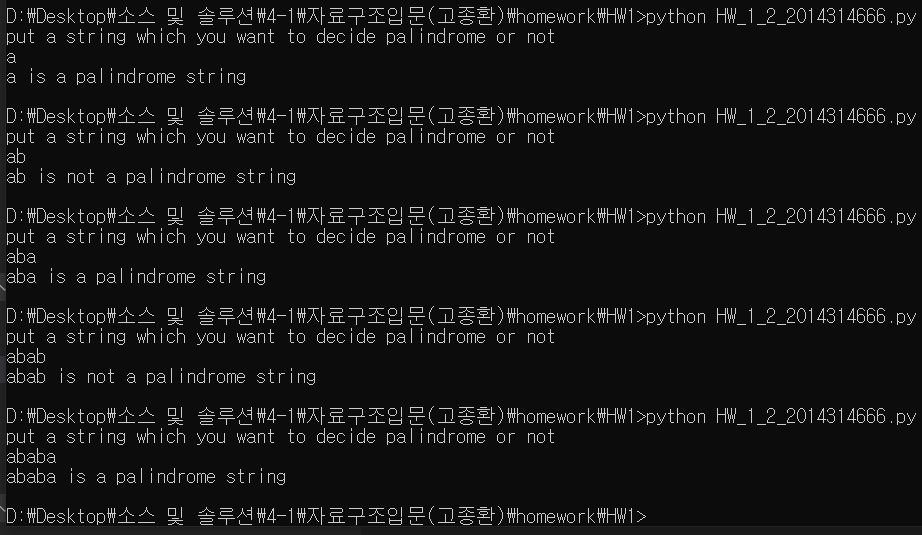 D:₩Desktop₩소스 및 솔루션₩4-1₩자료구조입문(고종환)₩homework₩HW1>python HW_1_2_2014314666.py
put a string which you want to decide palindrome or not
a
a is a palindrome string
D:₩Desktop₩소스 및 솔루션₩4-1₩자료구조입문(고종환)₩homework₩HW1>python HW_1_2_2014314666.py
put a string which you want to decide palindrome or not
ab
ab is not a palindrome string
D:₩Desktop₩소스 및 솔루션₩4-1₩자료구조입문(고종환)₩homework₩HW1>python HW_1_2_2014314666.py
put a string which you want to decide palindrome or not
aba
aba is a palindrome string
D:₩Desktop₩소스 및 솔루션₩4-1₩자료구조입문(고종환)₩homework₩HW1>python HW_1_2_2014314666.py
put a string which you want to decide palindrome or not
abab
abab is not a palindrome string
D:₩Desktop₩소스 및 솔루션₩4-1₩자료구조입문(고종환)₩homework₩HW1>python HW_1_2_2014314666.py
put a string which you want to decide palindrome or not
ababa
ababa is a palindrome string
D:₩Desktop₩소스 및 솔루션₩4-1₩자료구조입문(고종환)₩homework₩HW1>